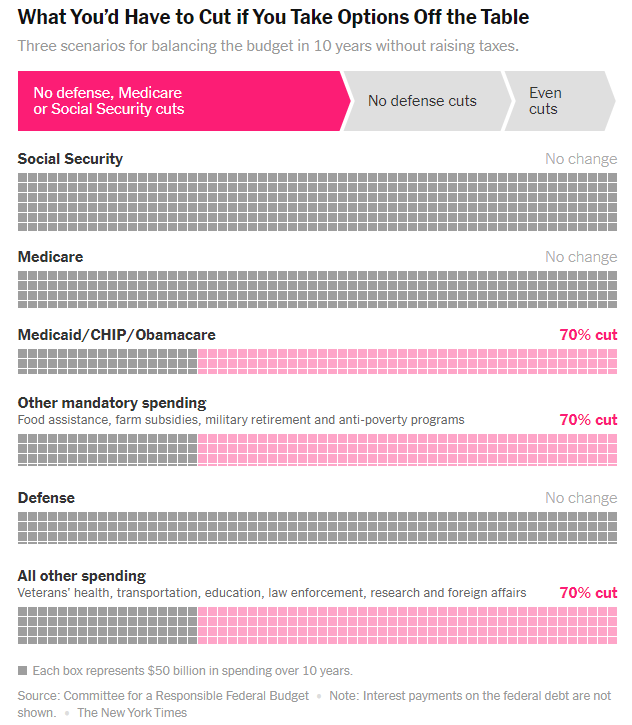 What You'd Have to Cut if You Take Options Off the Table
Three scenarios for balancing the budget in 10 years without raising taxes.
No defense, Medicare
or Social Security cuts
No defense cuts
Even
cuts
Social Security
No change
Medicare
No change
Medicaid/CHIP/Obamacare
70% cut
Other mandatory spending
Food assistance, farm subsidies, military retirement and anti-poverty programs
70% cut
Defense
No change
All other spending
Veterans' health, transportation, education, law enforcement, research and foreign affairs
70% cut
Each box represents $50 billion in spending over 10 years.
Source: Committee for a Responsible Federal Budget • Note: Interest payments on the federal debt are not
shown. • The New York Times